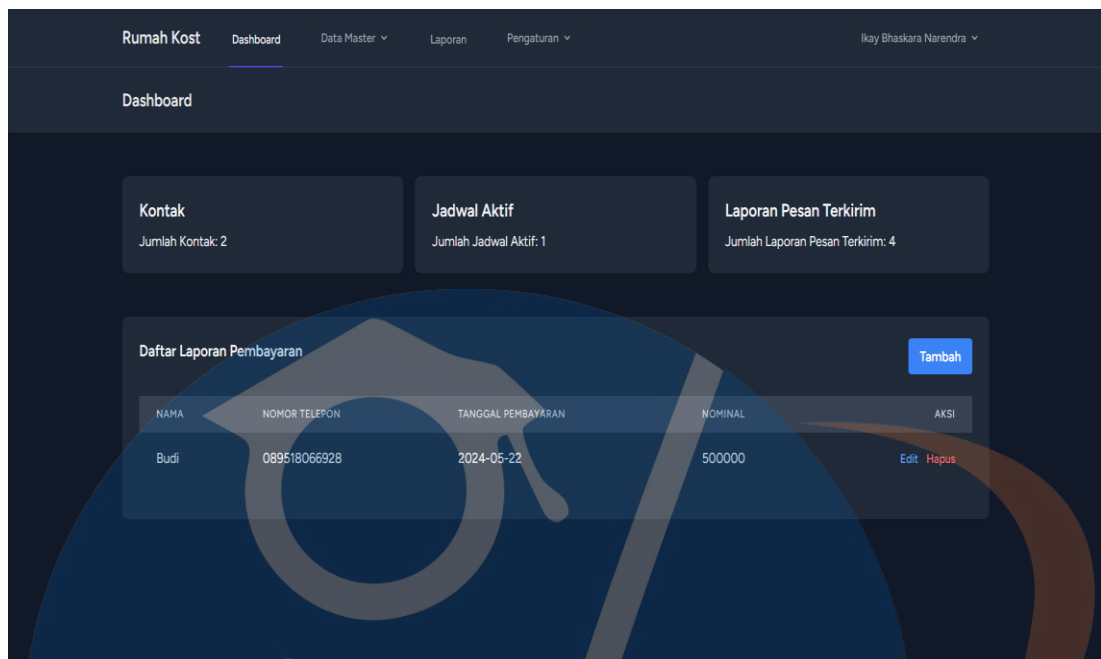 Rumah Kost Dashboard Data Master Laporan Pengaturan Ikay Bhaskara Narendra
Dashboard
Kontak
Jumlah Kontak: 2
Jadwal Aktif
Jumlah Jadwal Aktif: 1
Laporan Pesan Terkirim
Jumlah Laporan Pesan Terkirim: 4
Daftar Laporan Pembayaran Tambah
NAMA NOMOR TELEPON TANGGAL PEMBAYARAN NOMINAL AKSI
Budi 089518066928 2024-05-22 500000 Edit Hapus